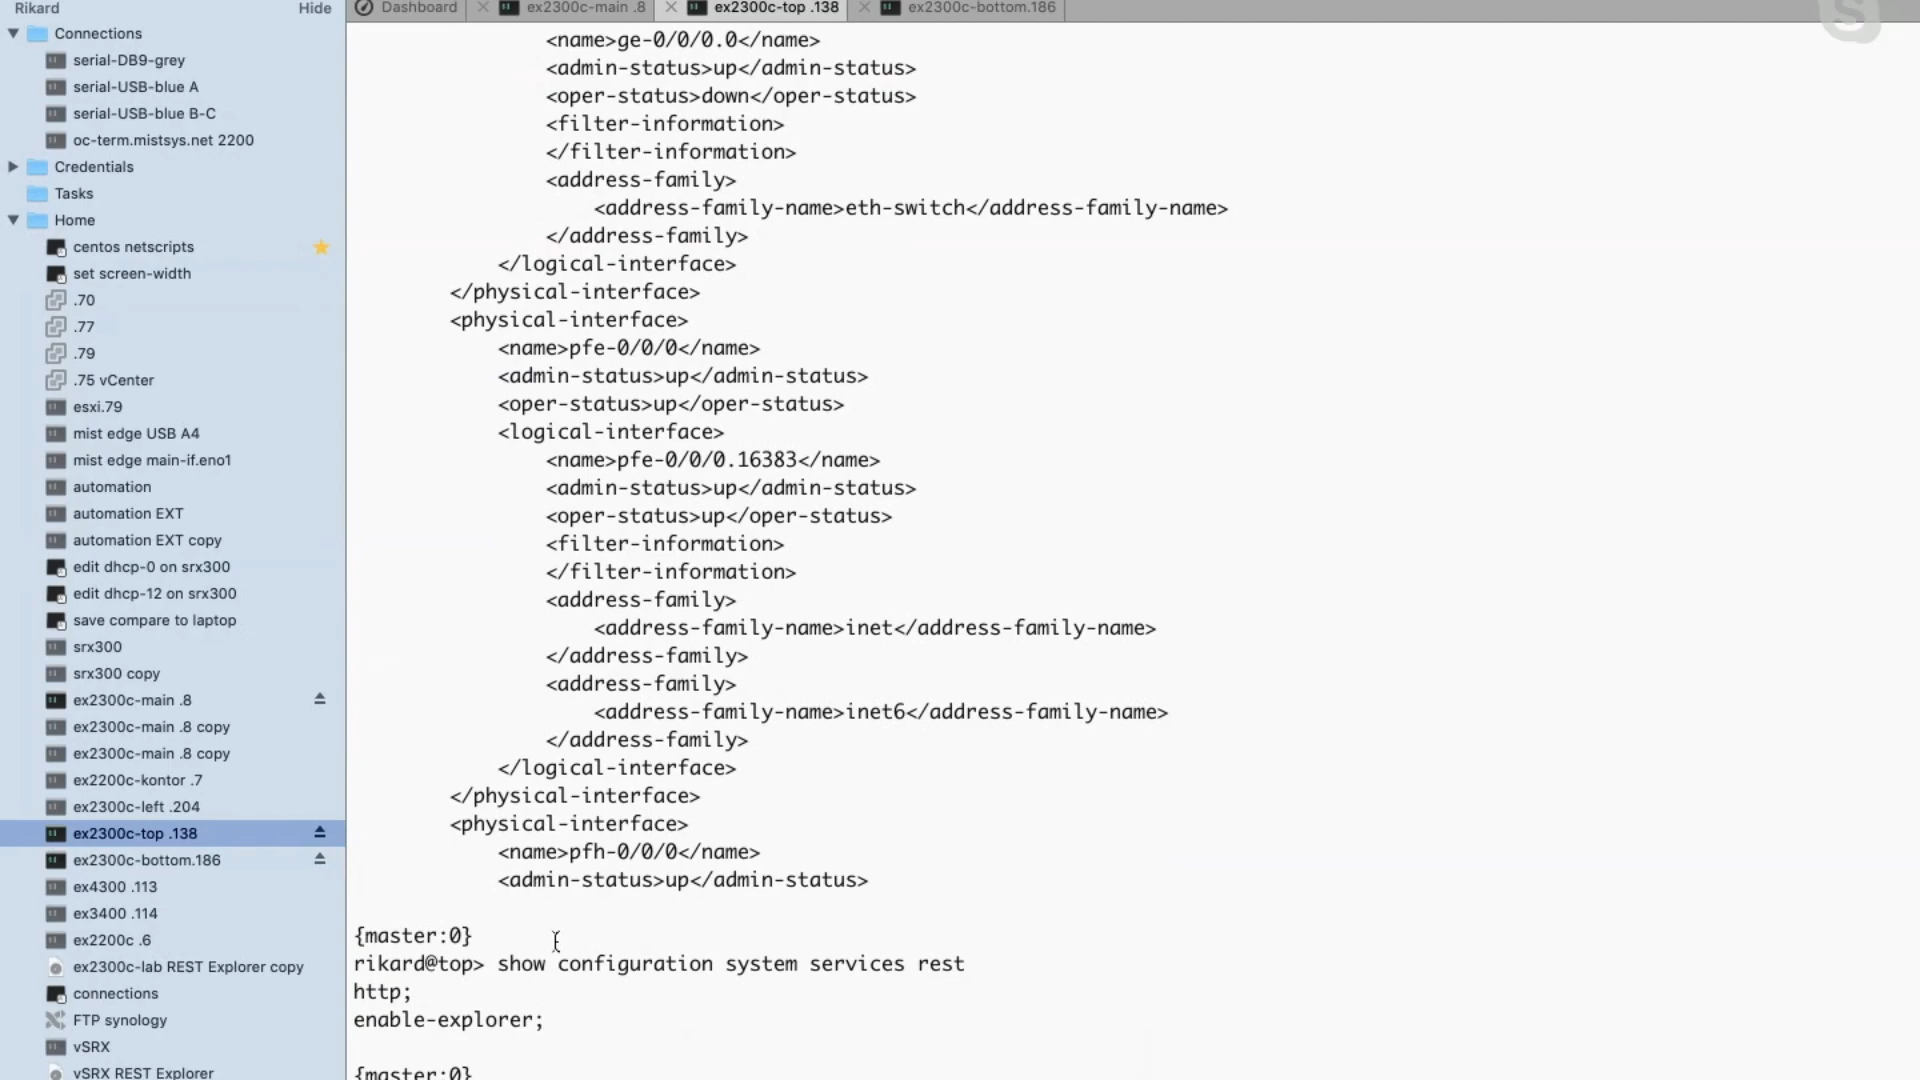 Rikard
Hide
Connections
serial-DB9-grey
serial-USB-blue A
serial-USB-blue B-C
oc-term.mistsys.net 2200
Credentials
Tasks
Home
centos netscripts
set screen-width
.70
.77
.79
.75 vCenter
esxi.79
mist edge USB A4
mist edge main-if.eno1
automation
automation EXT
automation EXT copy
edit dhcp-0 on srx300
edit dhcp-12 on srx300
save compare to laptop
srx300
srx300 copy
ex2300c-main .8
ex2300c-main .8 copy
ex2300c-main .8 copy
ex2200c-kontor .7
ex2300c-left .204
ex2300c-top .138
ex2300c-bottom.186
ex4300 .113
ex3400 .114
ex2200c .6
ex2300c-lab REST Explorer copy
connections
FTP synology
vSRX
vSRX REST Explorer
Dashboard
ex2300c-main .8
ex2300c-top .138
ex2300c-bottom.186
<name>ge-0/0/0.0</name>
<admin-status>up</admin-status>
<oper-status>down</oper-status>
<filter-information>
</filter-information>
<address-family>
<address-family-name>eth-switch</address-family-name>
</address-family>
</logical-interface>
</physical-interface>
<physical-interface>
<name>pfe-0/0/0</name>
<admin-status>up</admin-status>
<oper-status>up</oper-status>
<logical-interface>
<name>pfe-0/0/0.16383</name>
<admin-status>up</admin-status>
<oper-status>up</oper-status>
<filter-information>
</filter-information>
<address-family>
<address-family-name>inet</address-family-name>
</address-family>
<address-family>
<address-family-name>inet6</address-family-name>
</address-family>
</logical-interface>
</physical-interface>
<physical-interface>
<name>pfh-0/0/0</name>
<admin-status>up</admin-status>
{master:0}
rikard@top> show configuration system services rest
http;
enable-explorer;
{master:0}